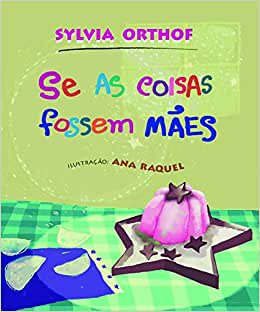 SYLVIA ORTHOF
Se AS COISAS
fossem MÃES
ILUSTRAÇÃO: ANA RAQUEL